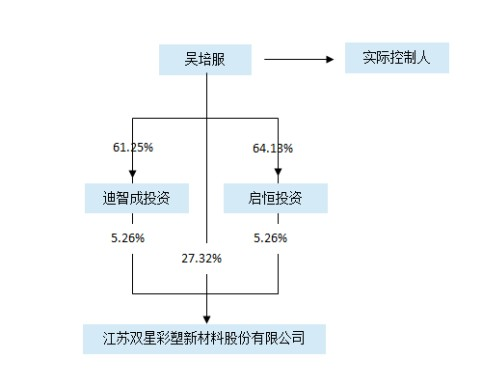 吴培服
实际控制人
61.25%
64.13%
迪智成投资
启恒投资
5.26%
5.26%
27.32%
江苏双星彩塑新材料股份有限公司